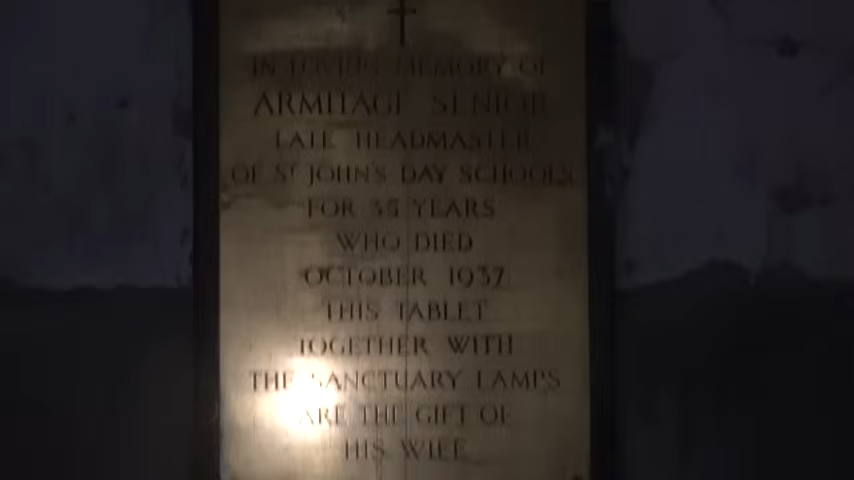 IN LOVING MEMORY OF
ARMITAGE SENIOR
LATE HEADMASTER
OF ST JOHN'S DAY SCHOOLS
FOR 35 YEARS
WHO DIED
OCTOBER 1937
THIS TABLET
TOGETHER WITH
THE SANCTUARY LAMPS
ARE THE GIFT OF
HIS WIFE